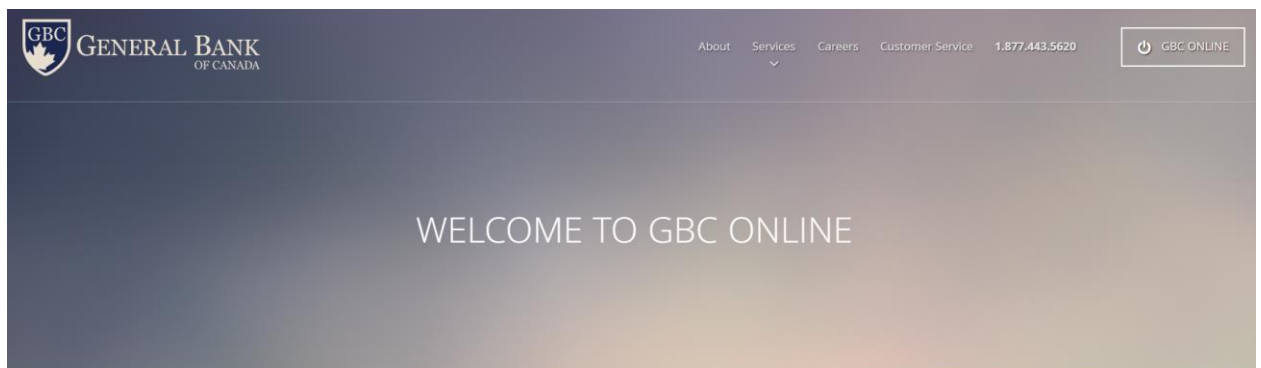 GBC
GENERAL BANK
OF CANADA
About Services Careers Customer Service 1.877.443.5620 GBC ONLINE
WELCOME TO GBC ONLINE